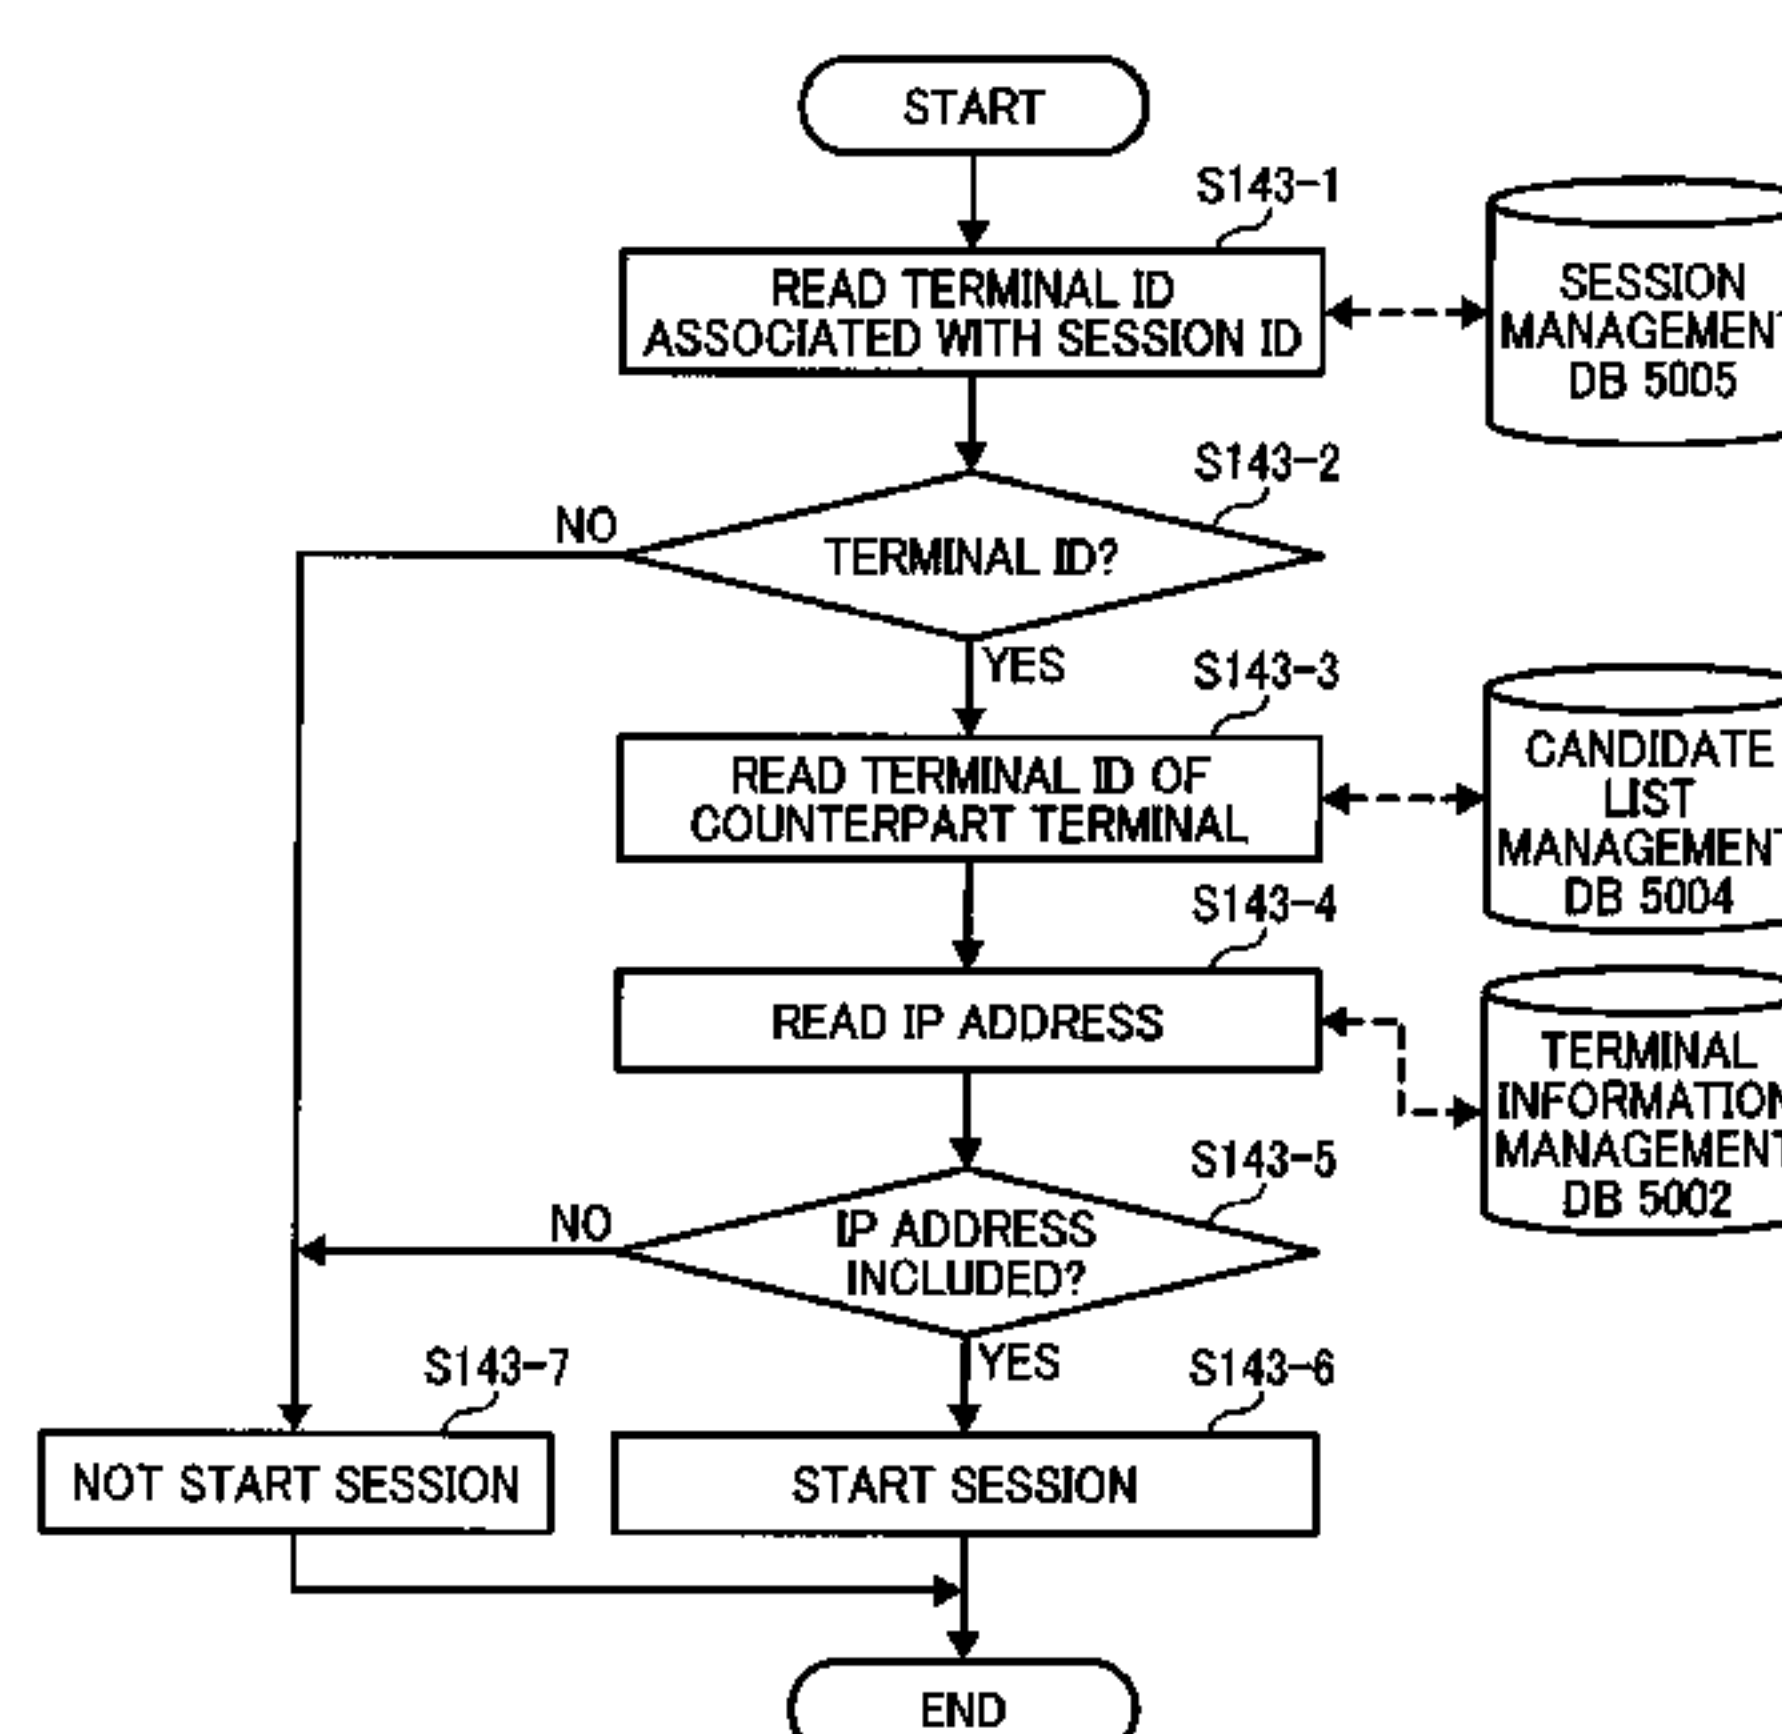 START
S143-1
READ TERMINAL ID
ASSOCIATED WITH SESSION ID
SESSION
MANAGEMENT
DB 5005
S143-2
NO
TERMINAL ID?
YES
S143-3
READ TERMINAL ID OF
COUNTERPART TERMINAL
CANDIDATE
LIST
MANAGEMENT
DB 5004
S143-4
READ IP ADDRESS
TERMINAL
INFORMATION
MANAGEMENT
DB 5002
S143-5
NO
IP ADDRESS
INCLUDED?
YES
S143-7
S143-6
NOT START SESSION
START SESSION
END